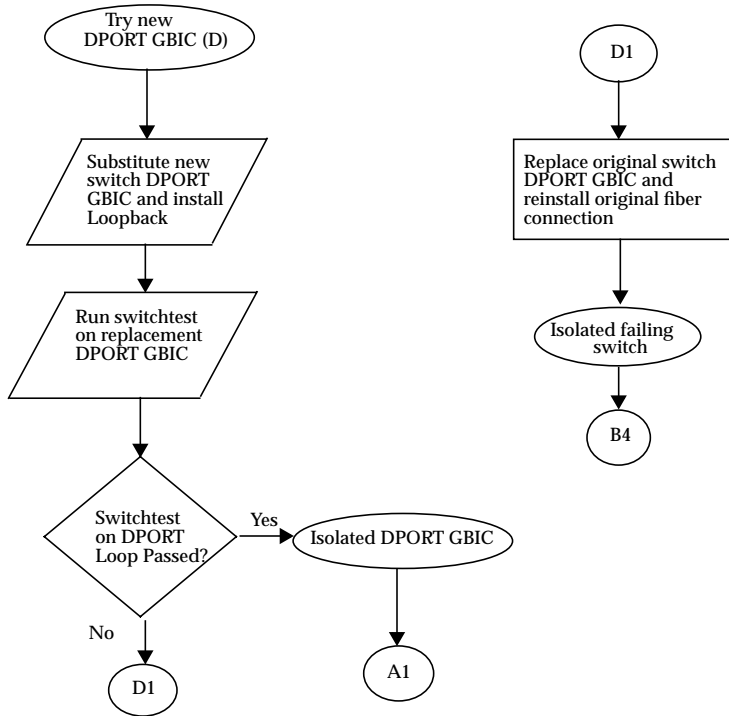 Try new
DPORT GBIC (D)
Substitute new
switch DPORT
GBIC and install
Loopback
Run switchtest
on replacement
DPORT GBIC
Switchtest
on DPORT
Loop Passed?
Yes
Isolated DPORT GBIC
A1
No
D1
D1
Replace original switch
DPORT GBIC and
reinstall original fiber
connection
Isolated failing
switch
B4